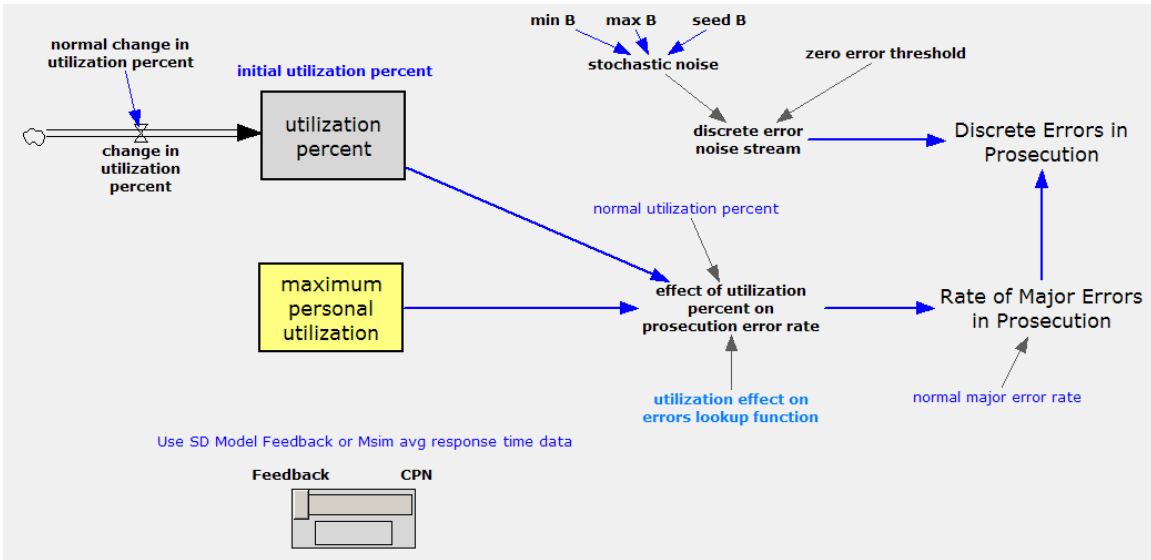 min B
max B
seed B
normal change in
utilization percent
zero error threshold
initial utilization percent
stochastic noise
utilization
percent
discrete error
noise stream
Discrete Errors in
Prosecution
change in
utilization
percent
normal utilization percent
maximum
personal
utilization
effect of utilization
percent on
prosecution error rate
Rate of Major Errors
in Prosecution
utilization effect on
errors lookup function
normal major error rate
Use SD Model Feedback or Msim avg response time data
Feedback
CPN